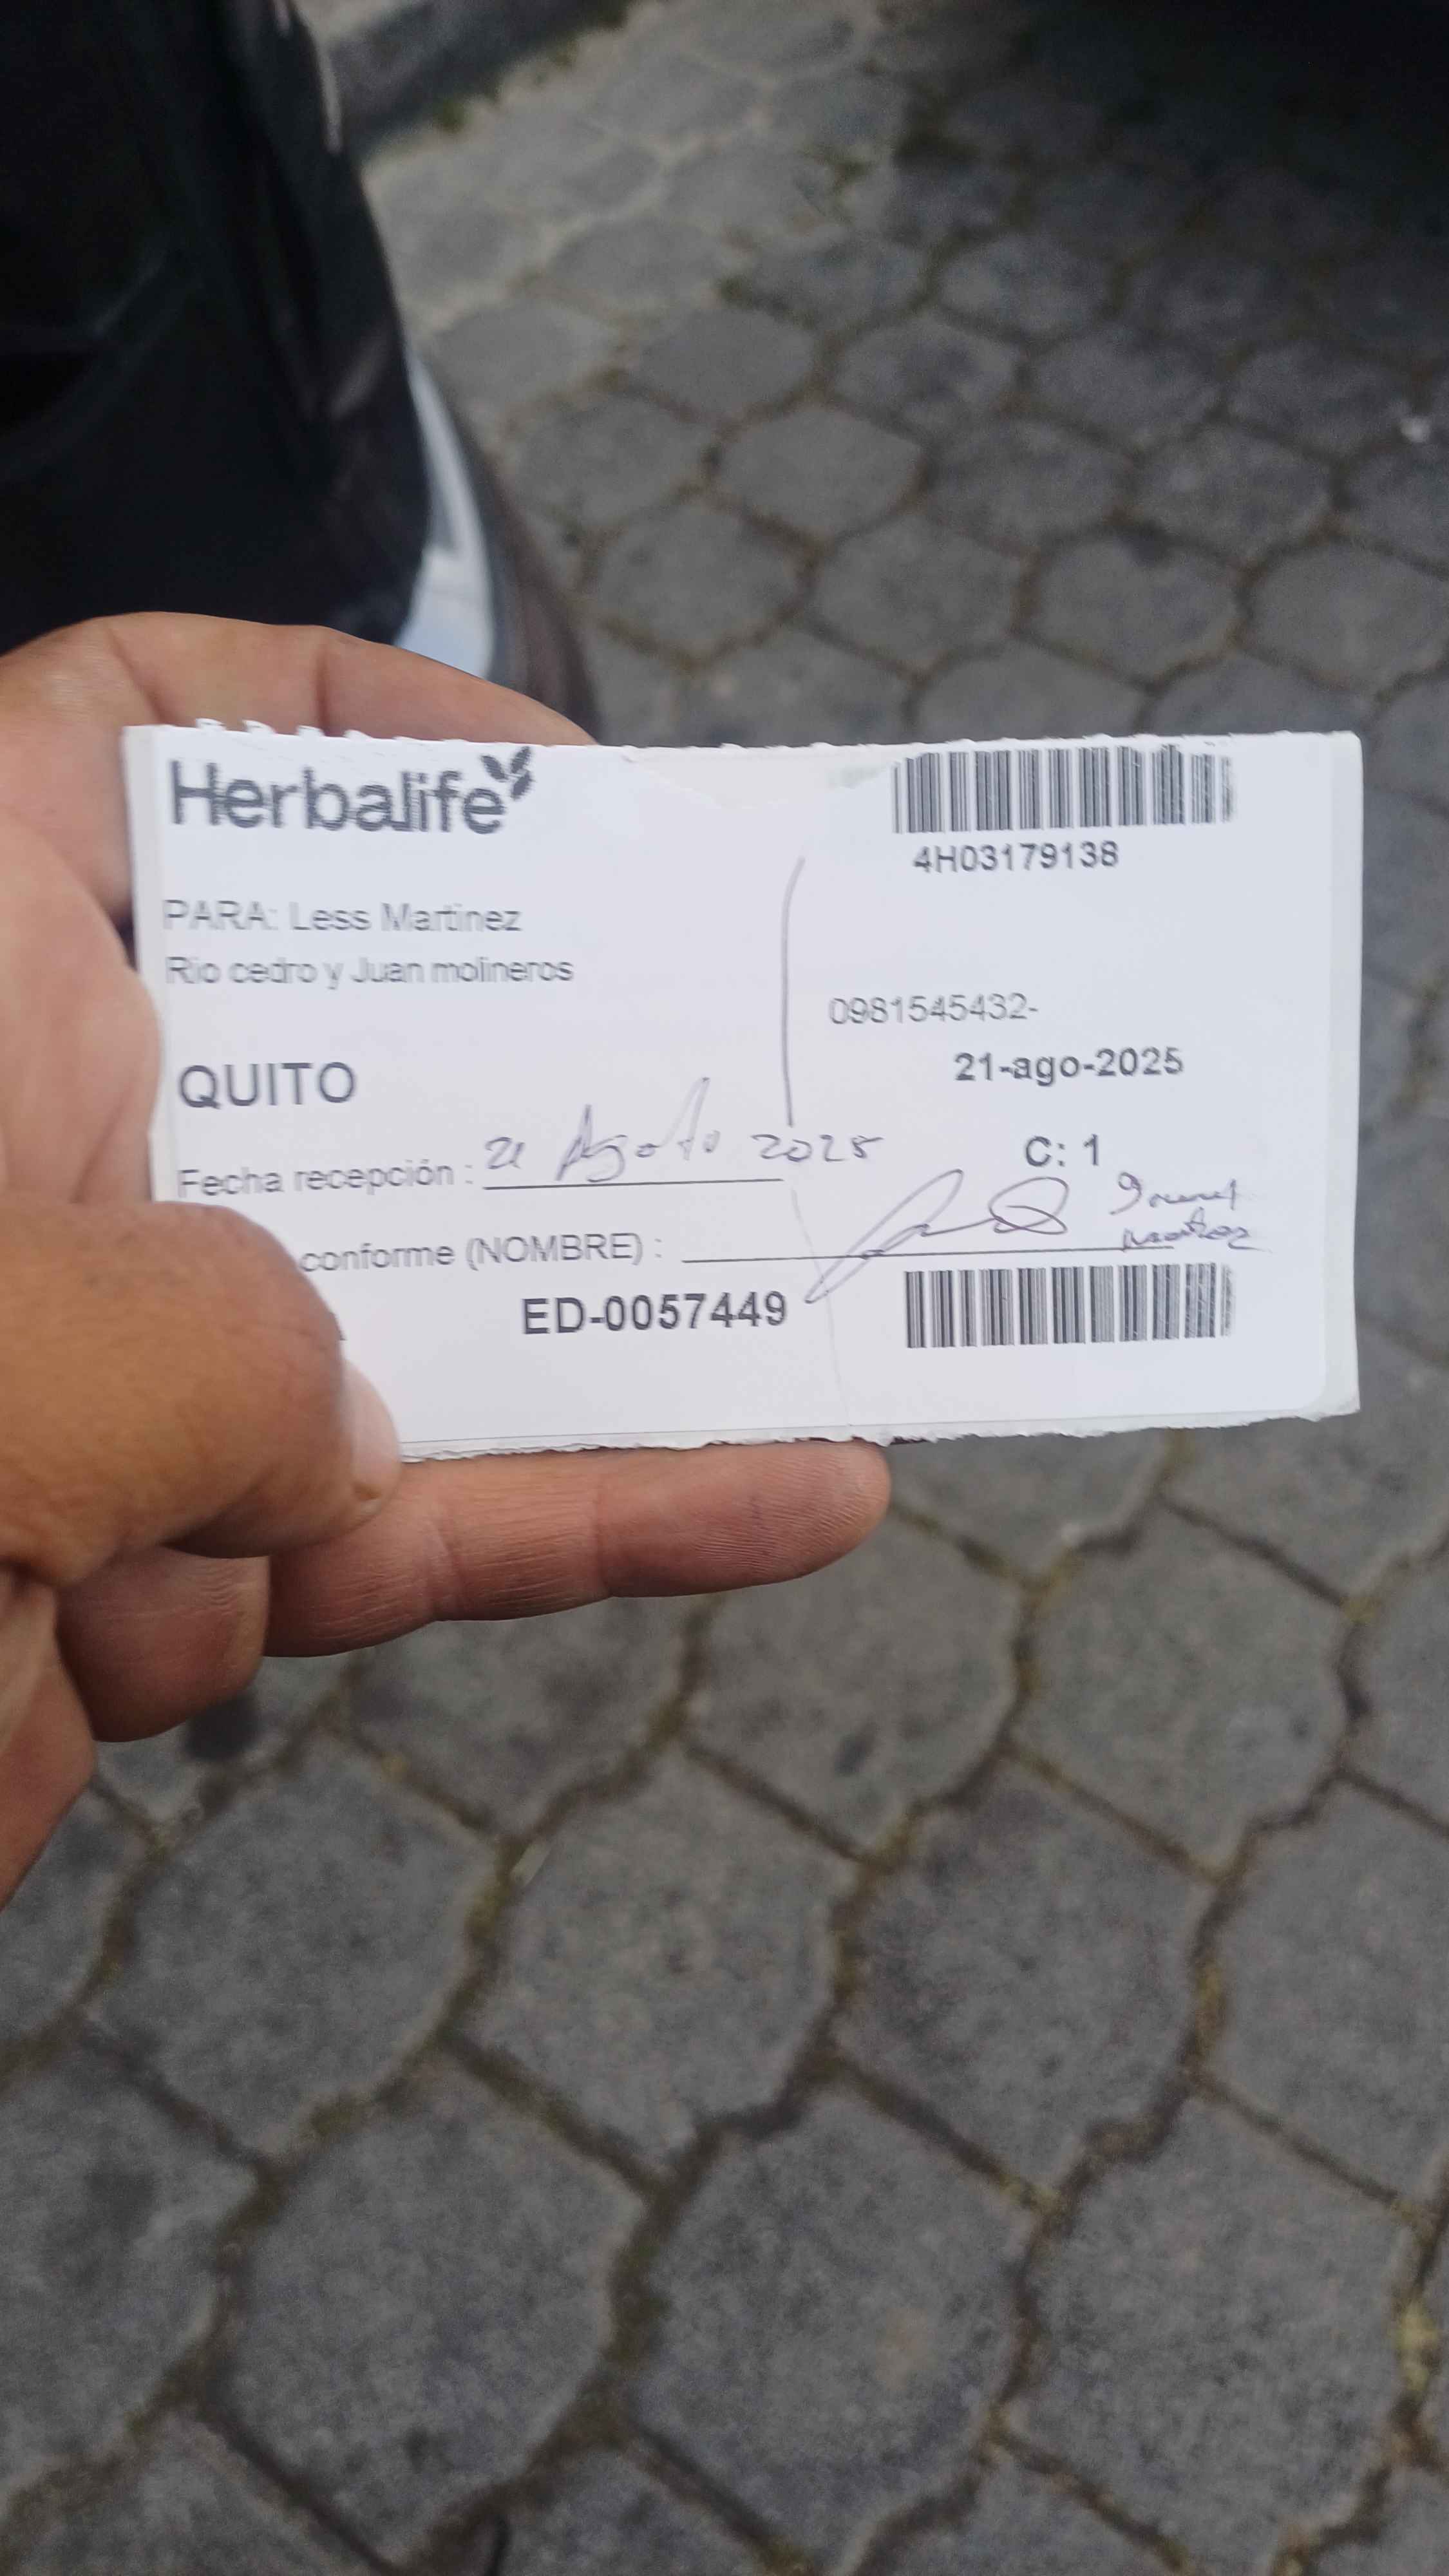 Herbalife
4H03179138
PARA: Less Martinez
Rio cedro y Juan molineros
0981545432-
QUITO
21-ago-2025
Fecha recepción : 21 Agosto 2025
C: 1
conforme (NOMBRE) :
ED-0057449